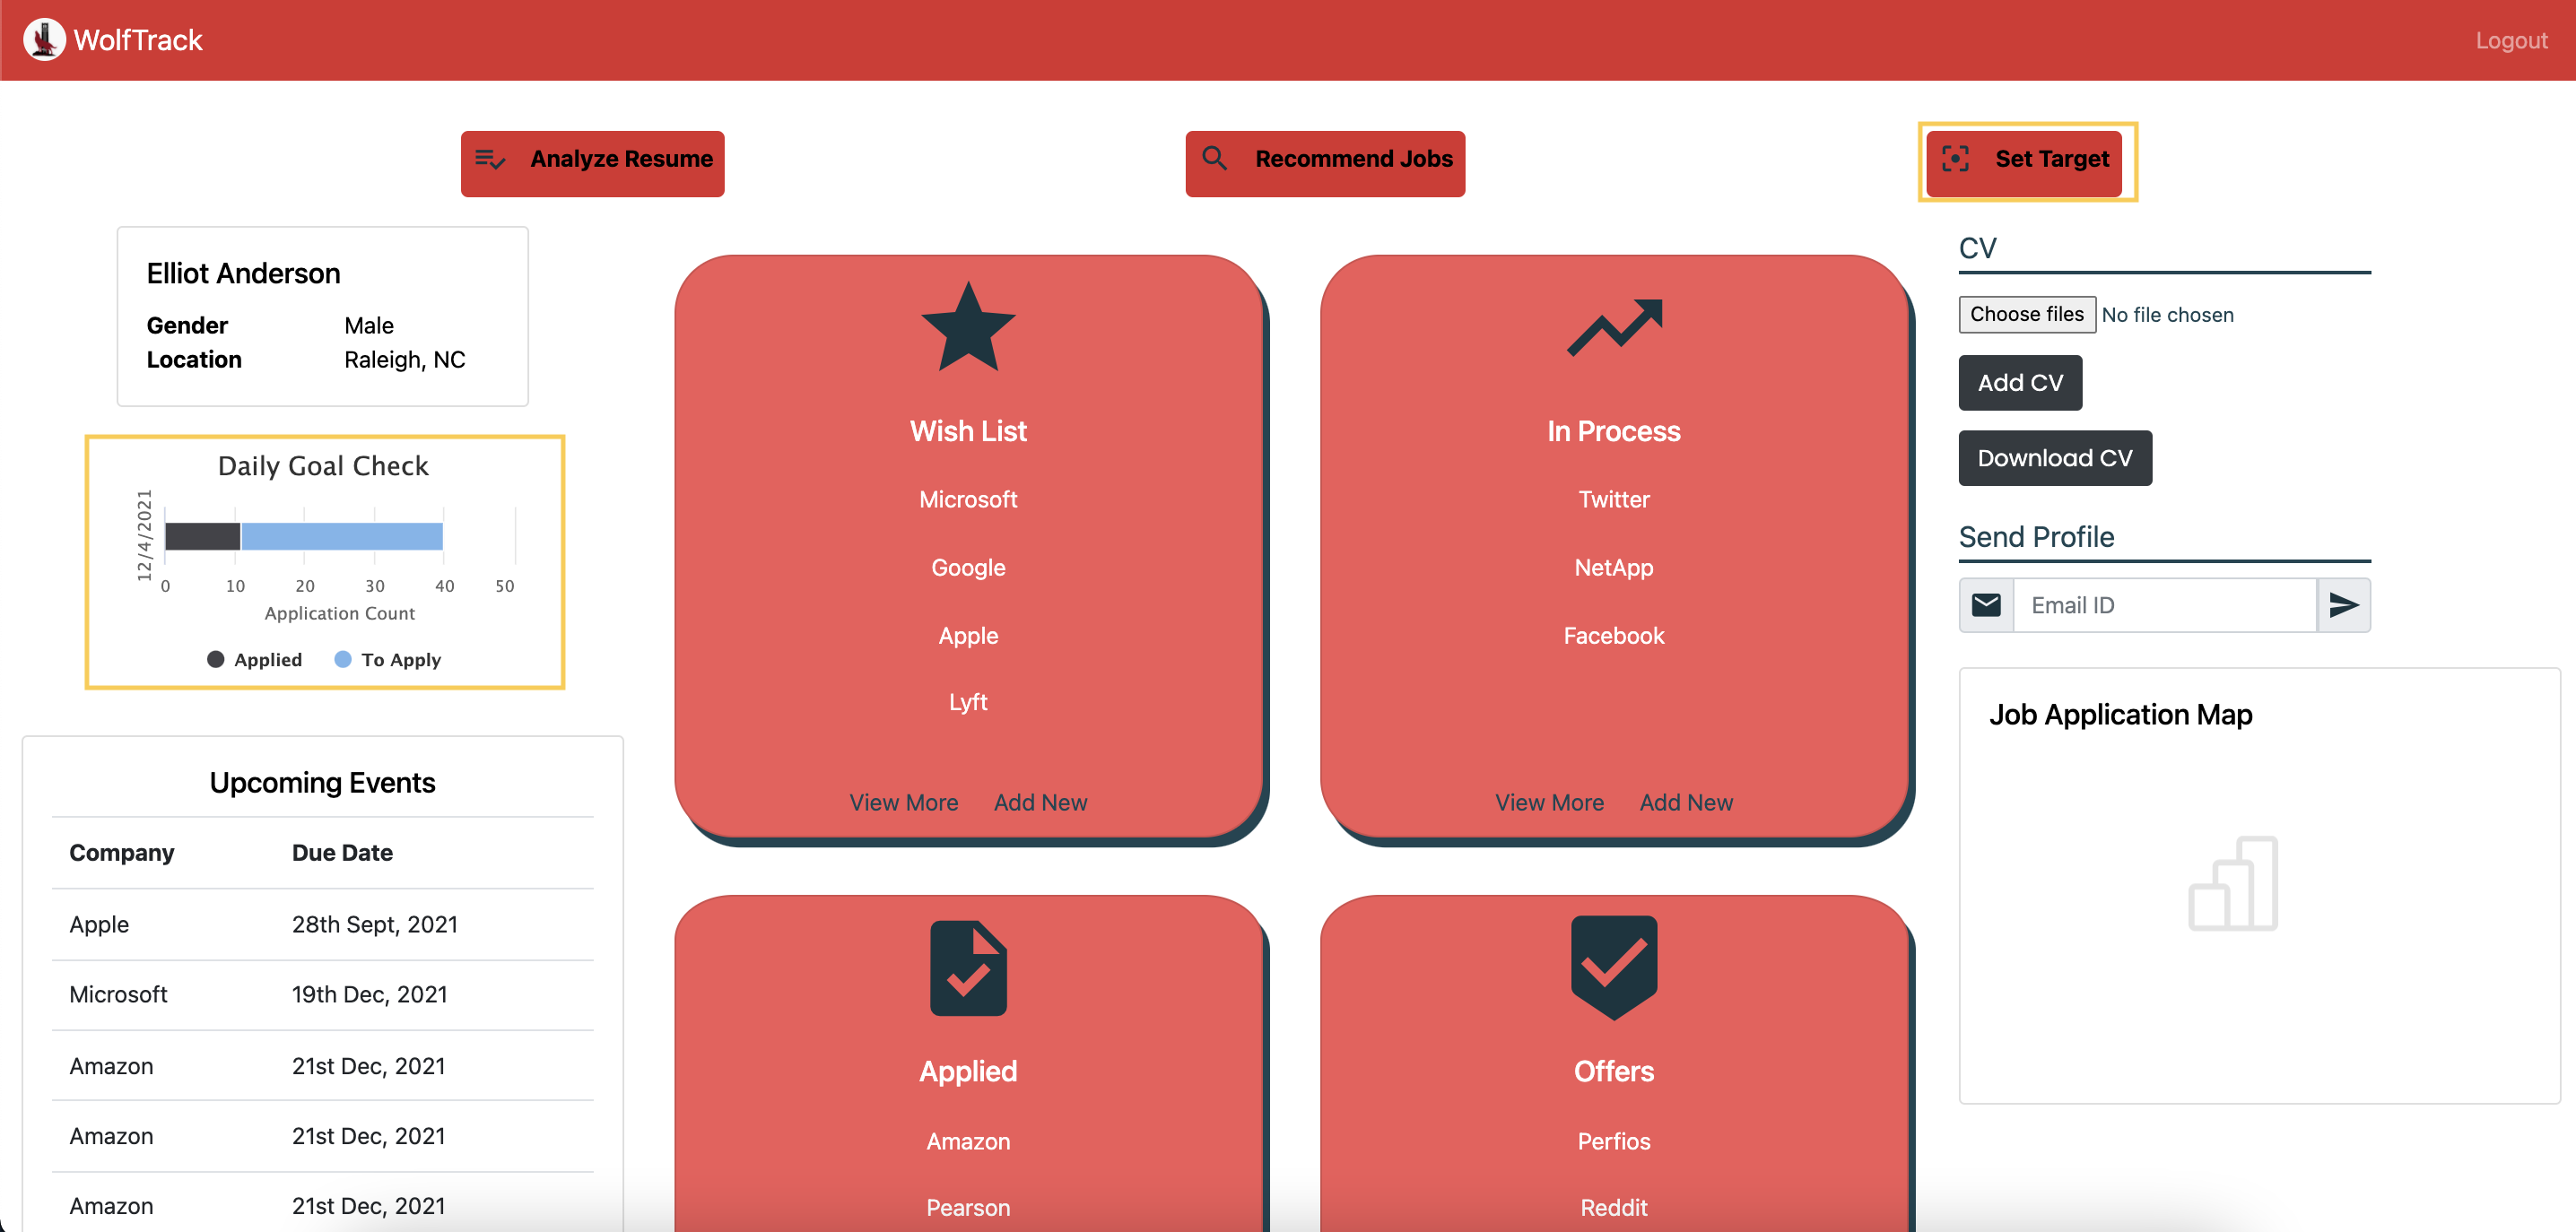 WolfTrack
Logout
Analyze Resume
Recommend Jobs
Set Target
Elliot Anderson
Gender Male
Location Raleigh, NC
Daily Goal Check
12/4/2021
0 10 20 30 40 50
Application Count
Applied To Apply
Upcoming Events
Company Due Date
Apple 28th Sept, 2021
Microsoft 19th Dec, 2021
Amazon 21st Dec, 2021
Amazon 21st Dec, 2021
Amazon 21st Dec, 2021
Wish List
Microsoft
Google
Apple
Lyft
View More Add New
In Process
Twitter
NetApp
Facebook
View More Add New
Applied
Amazon
Pearson
Offers
Perfios
Reddit
CV
Choose files No file chosen
Add CV
Download CV
Send Profile
Email ID
Job Application Map